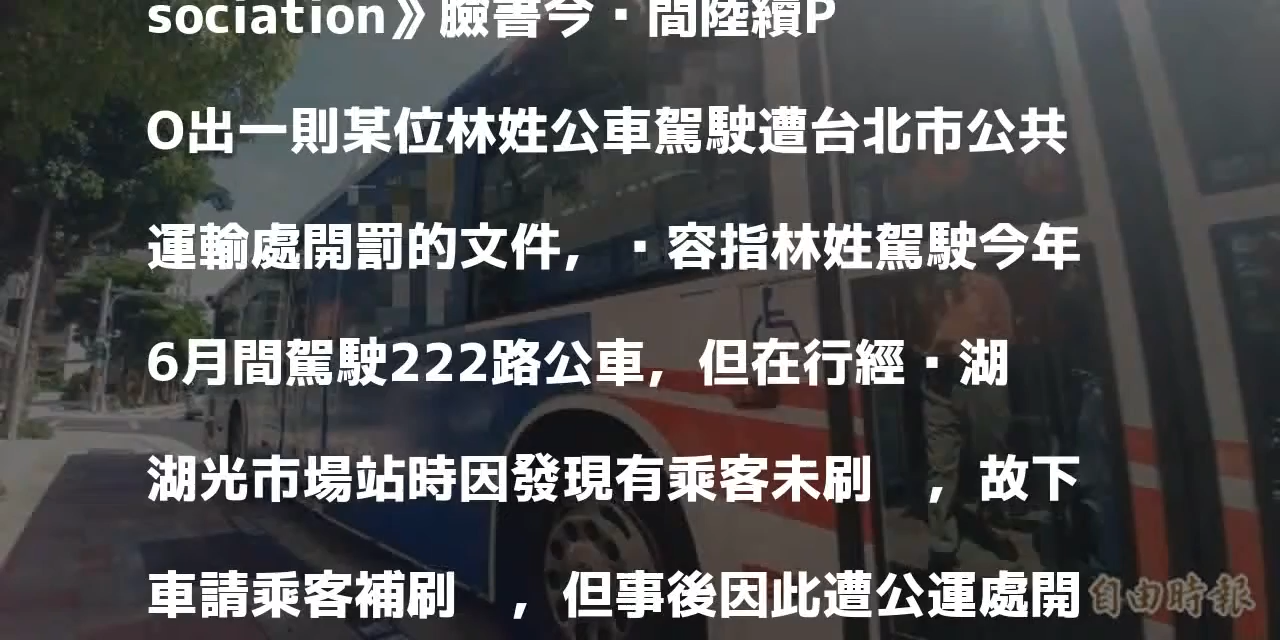 sociation》臉書今·間陸續P
O出一則某位林姓公車駕駛遭台北市公共
運輸處開罰的文件，·容指林姓駕駛今年
6月間駕駛222路公車，但在行經·湖
湖光市場站時因發現有乘客未刷　，故下
車請乘客補刷　，但事後因此遭公運處開
自由時報